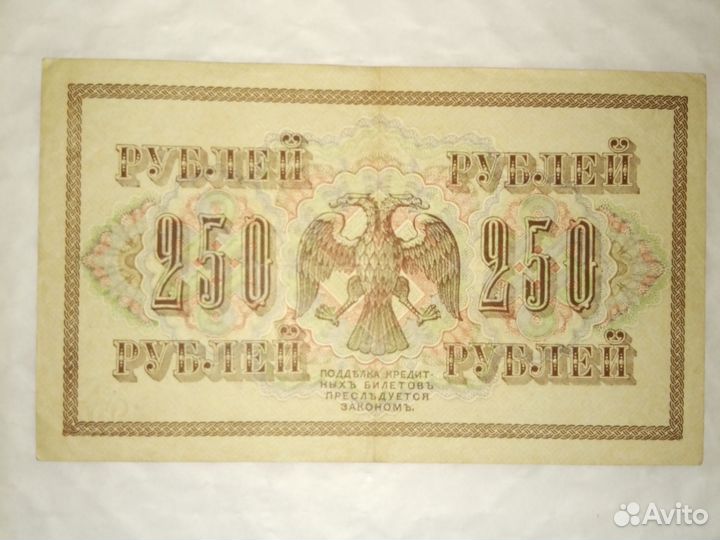 РУБЛЕЙ
РУБЛЕЙ
250
250
РУБЛЕЙ
РУБЛЕЙ
ПОДДѢЛКА КРЕДИТ-
НЫХЪ БИЛЕТОВЪ
ПРЕСЛѢДУЕТСЯ
ЗАКОНОМЪ.
Avito